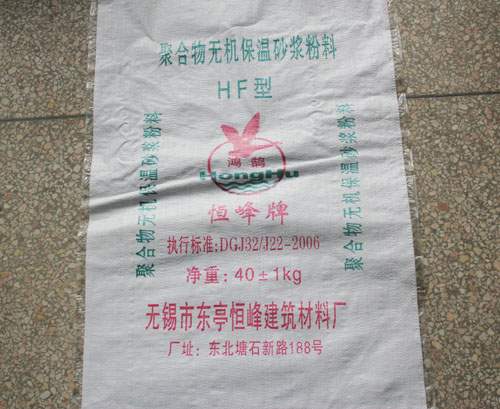 聚合物无机保温砂浆粉料
HF型
聚合物无机保温砂浆粉料
鸿鹄
HongHu
聚合物无机保温砂浆粉料
恒峰牌
执行标准:DGJ32/J22-2006
净重:40±1kg
无锡市东亭恒峰建筑材料厂
厂址:东北塘石新路188号